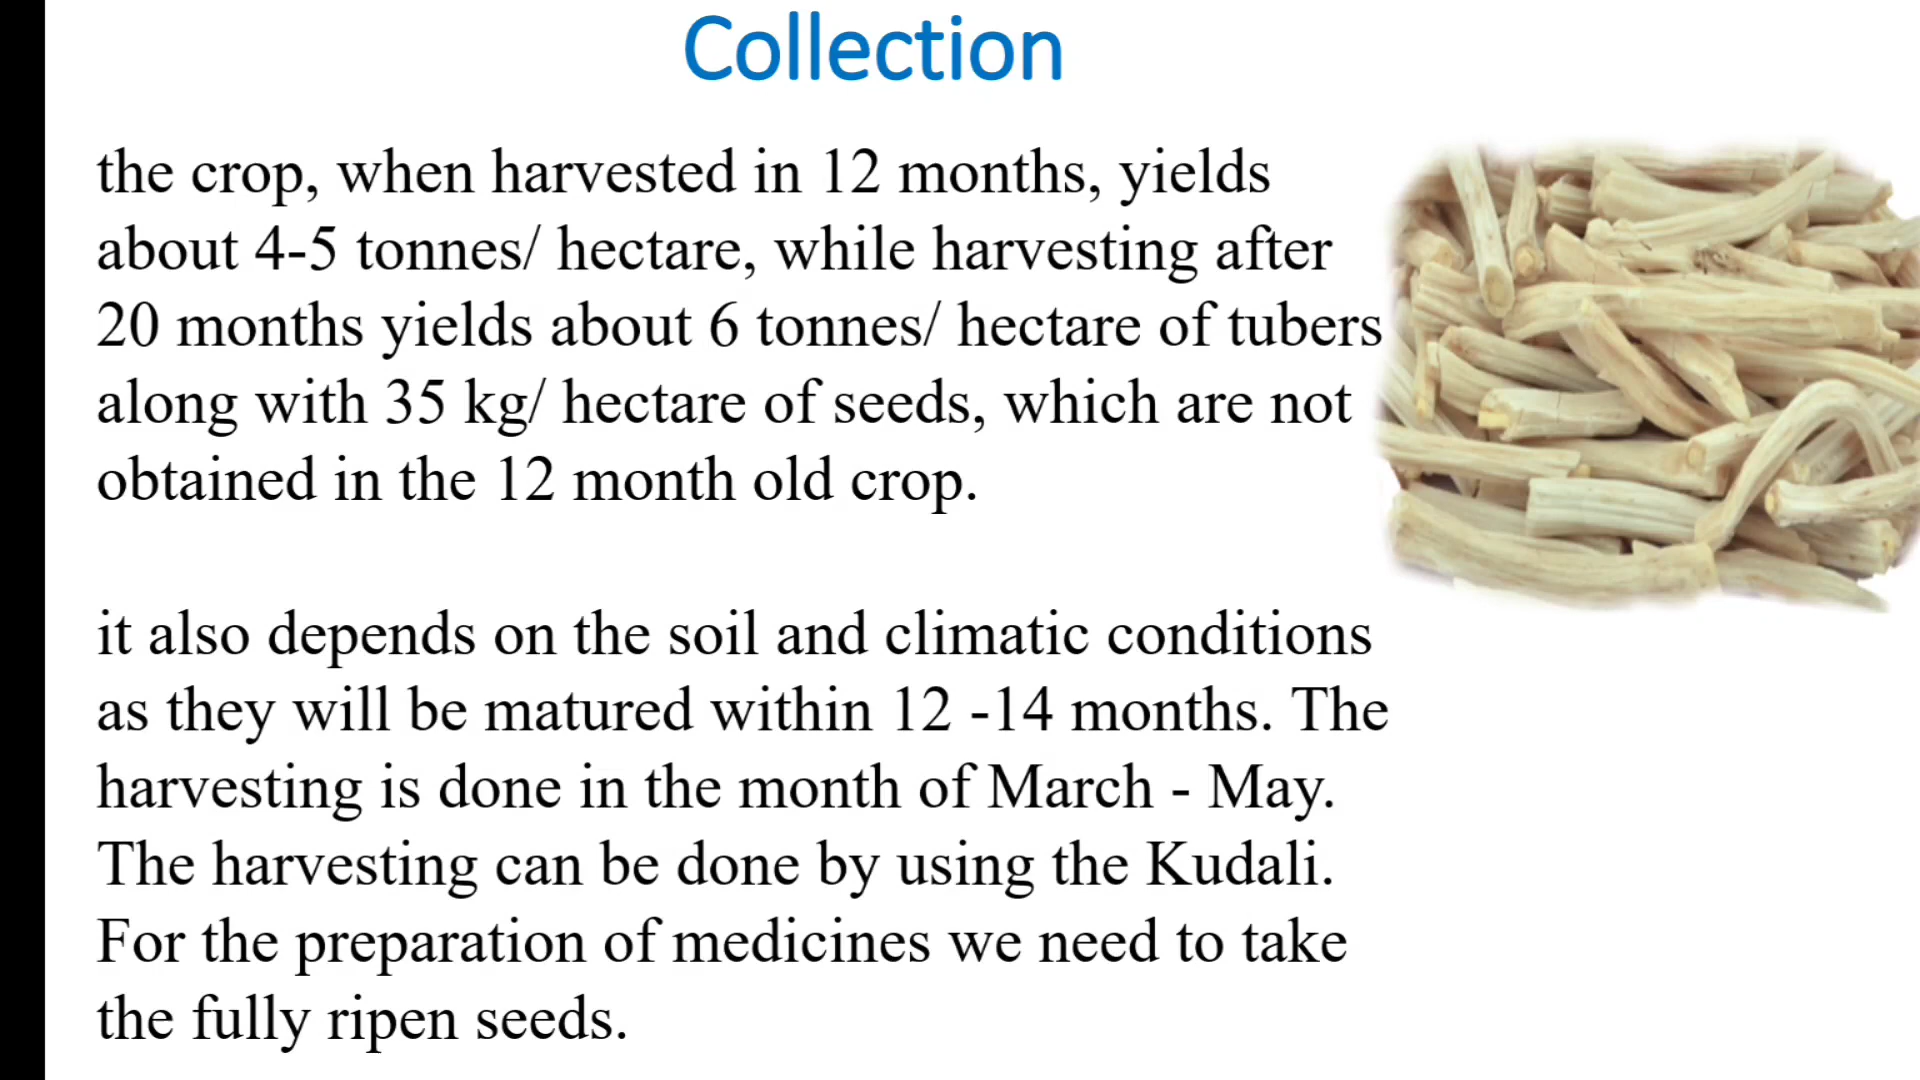 Collection
the crop, when harvested in 12 months, yields
about 4-5 tonnes/ hectare, while harvesting after
20 months yields about 6 tonnes/ hectare of tubers
along with 35 kg/ hectare of seeds, which are not
obtained in the 12 month old crop.
it also depends on the soil and climatic conditions
as they will be matured within 12 -14 months. The
harvesting is done in the month of March - May.
The harvesting can be done by using the Kudali.
For the preparation of medicines we need to take
the fully ripen seeds.